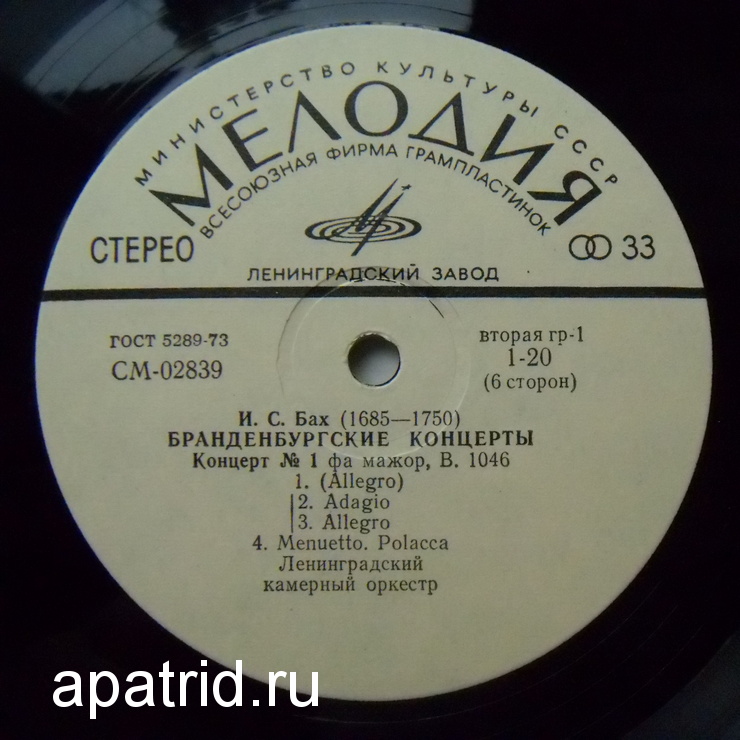 МИНИСТЕРСТВО КУЛЬТУРЫ СССР
МЕЛОДИЯ
ВСЕСОЮЗНАЯ ФИРМА ГРАМПЛАСТИНОК
СТЕРЕО
33
ЛЕНИНГРАДСКИЙ ЗАВОД
ГОСТ 5289-73
СМ-02839
вторая гр-1
1-20
(6 сторон)
И. С. Бах (1685—1750)
БРАНДЕНБУРГСКИЕ КОНЦЕРТЫ
Концерт № 1 фа мажор, В. 1046
1. (Allegro)
2. Adagio
3. Allegro
4. Menuetto. Polacca
Ленинградский
камерный оркестр
apatrid.ru